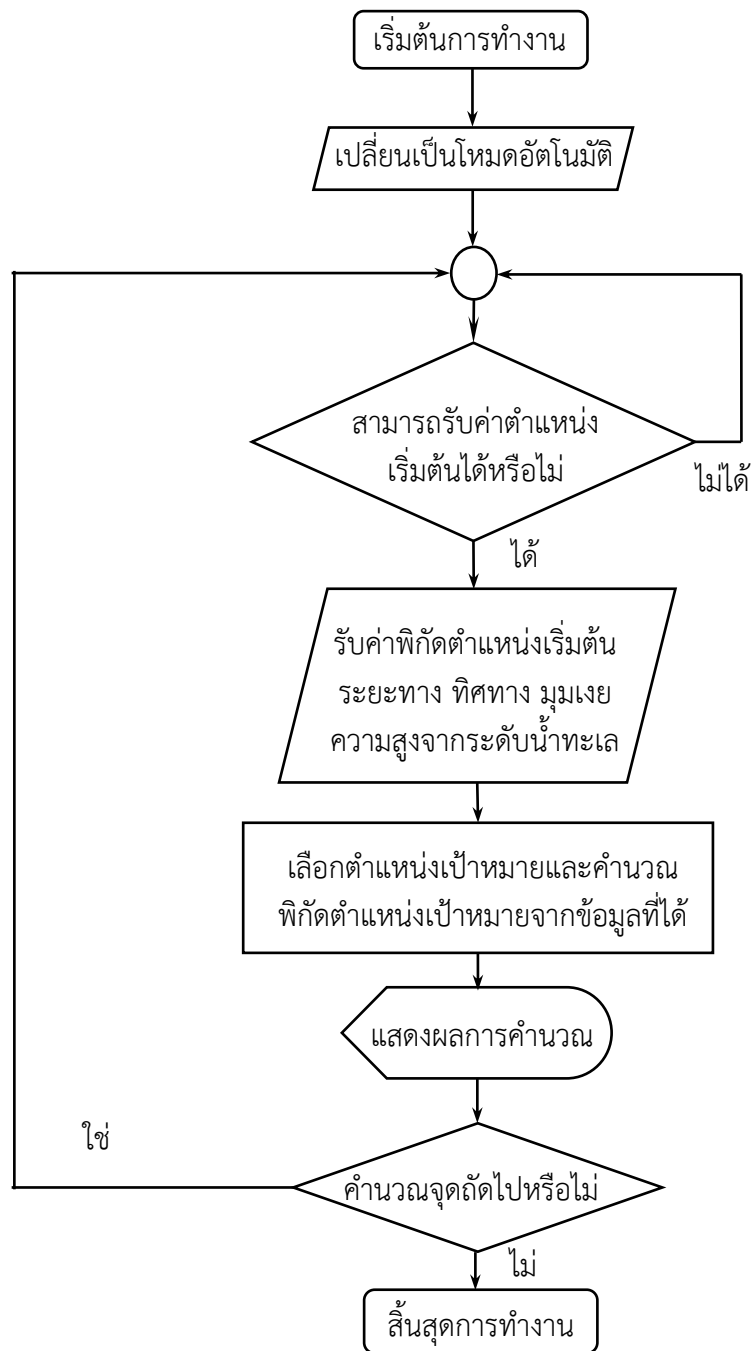 เริ่มต้นการทำงาน
เปลี่ยนเป็นโหมดอัตโนมัติ
สามารถรับค่าตำแหน่ง
เริ่มต้นได้หรือไม่
ไม่ได้
ได้
รับค่าพิกัดตำแหน่งเริ่มต้น
ระยะทาง ทิศทาง มุมเงย
ความสูงจากระดับน้ำทะเล
เลือกตำแหน่งเป้าหมายและคำนวณ
พิกัดตำแหน่งเป้าหมายจากข้อมูลที่ได้
แสดงผลการคำนวณ
ใช่
คำนวณจุดถัดไปหรือไม่
ไม่
สิ้นสุดการทำงาน